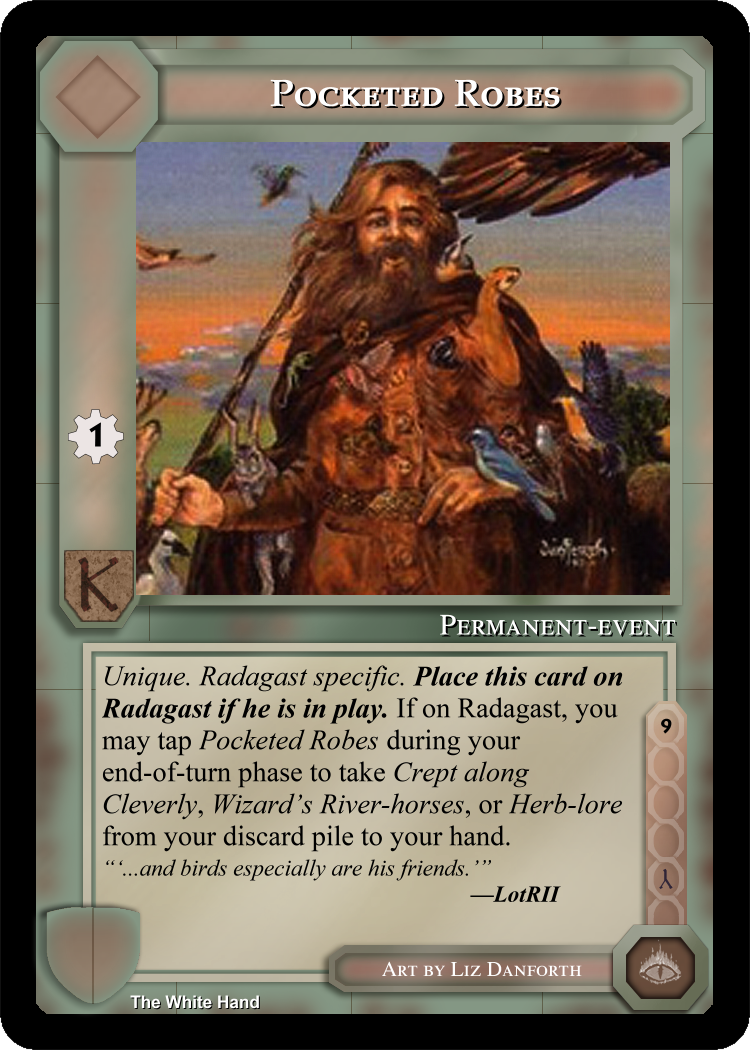 Pocketed Robes
1
K
Permanent-event
Unique. Radagast specific. Place this card on
Radagast if he is in play. If on Radagast, you
may tap Pocketed Robes during your
end-of-turn phase to take Crept along
Cleverly, Wizard's River-horses, or Herb-lore
from your discard pile to your hand.
"'...and birds especially are his friends.'"
—LotRII
9
Art by Liz Danforth
The White Hand